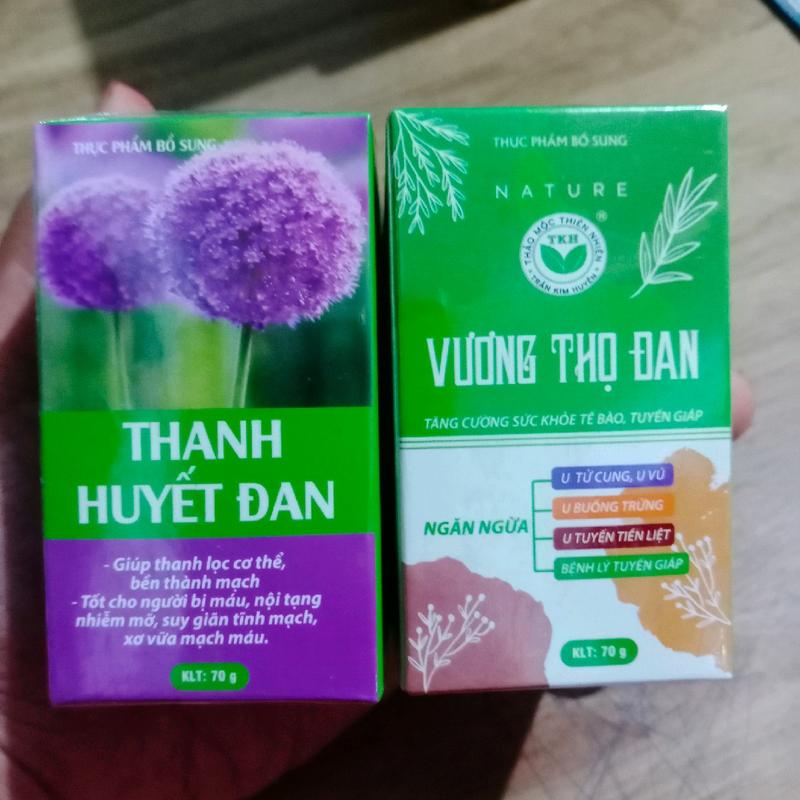 THỰC PHẨM BỔ SUNG
THANH
HUYẾT ĐAN
- Giúp thanh lọc cơ thể,
bền thành mạch
- Tốt cho người bị máu, nội tạng
nhiễm mỡ, suy giãn tĩnh mạch,
xơ vữa mạch máu.
KLT: 70 g
THỰC PHẨM BỔ SUNG
NATURE
THẢO MỘC THIÊN NHIÊN
®
TKH
TRẦN KIM HUYỀN
VƯƠNG THỌ ĐAN
TĂNG CƯỜNG SỨC KHỎE TẾ BÀO, TUYẾN GIÁP
NGĂN NGỪA
U TỬ CUNG, U VÚ
U BUỒNG TRỨNG
U TUYẾN TIỀN LIỆT
BỆNH LÝ TUYẾN GIÁP
KLT: 70 g